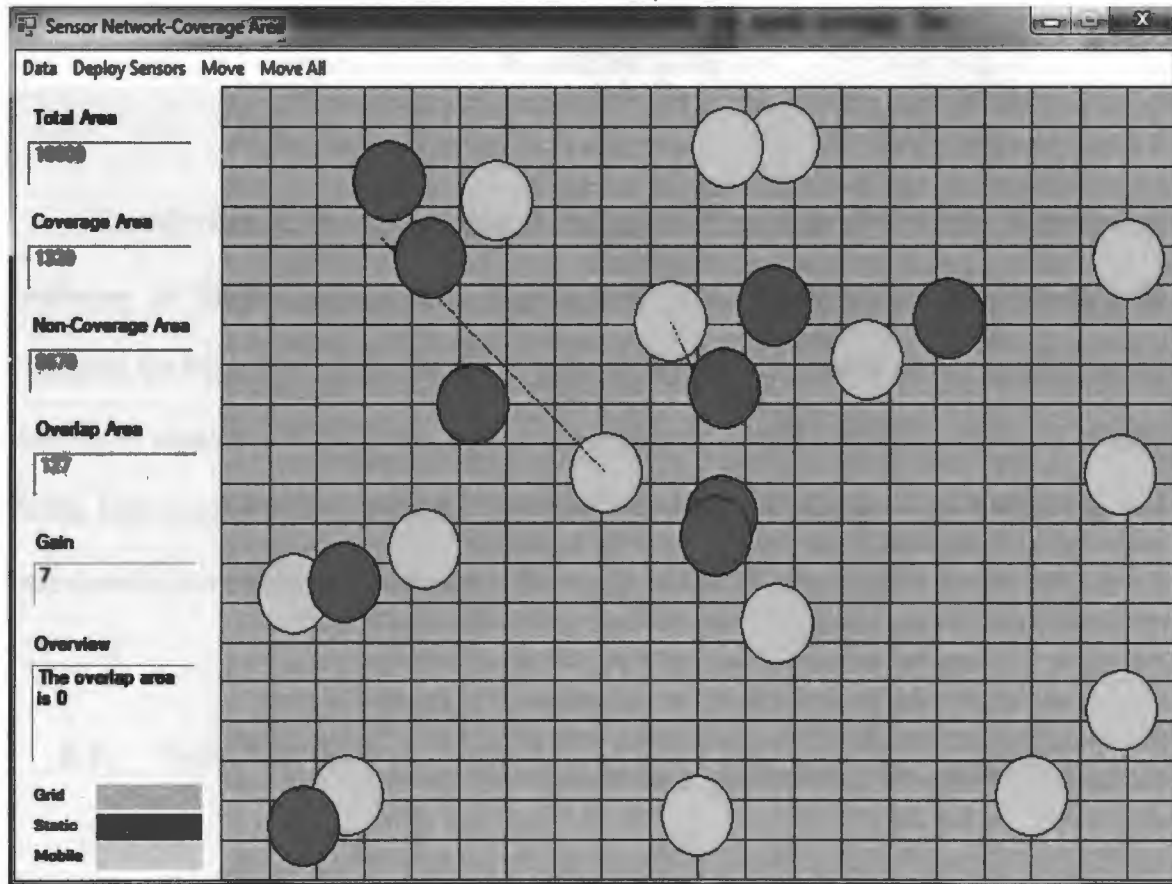 Sensor Network-Coverage Area
Data Deploy Sensors Move Move All
Total Area
Coverage Area
Non-Coverage Area
Overlap Area
127
Gain
7
Overview
The overlap area
is 0
Grid
Static
Mobile